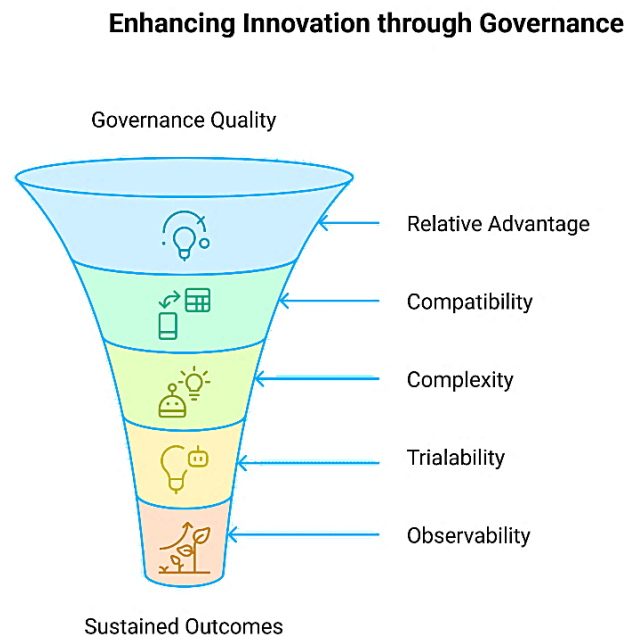 Enhancing Innovation through Governance
Governance Quality
Relative Advantage
Compatibility
Complexity
Trialability
Observability
Sustained Outcomes